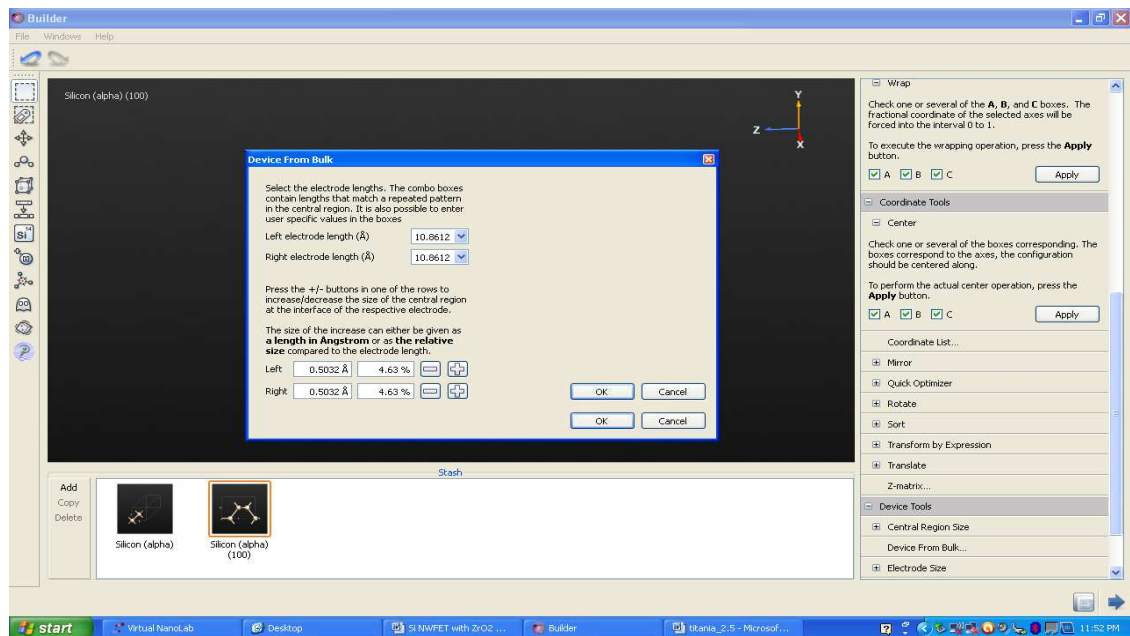 Builder
File Windows Help
Silicon (alpha) (100)
Y
Z
X
Device From Bulk
Select the electrode lengths. The combo boxes
contain lengths that match a repeated pattern
in the central region. It is also possible to enter
user specific values in the boxes
Left electrode length (Å) 10.8612
Right electrode length (Å) 10.8612
Press the +/- buttons in one of the rows to
increase/decrease the size of the central region
at the interface of the respective electrode.
The size of the increase can either be given as
a length in Ångstrom or as the relative
size compared to the electrode length.
Left 0.5032 Å 4.63 %
Right 0.5032 Å 4.63 %
OK Cancel
OK Cancel
Stash
Add
Copy
Delete
Silicon (alpha)
Silicon (alpha)
(100)
Wrap
Check one or several of the A, B, and C boxes. The
fractional coordinate of the selected axes will be
forced into the interval 0 to 1.
To execute the wrapping operation, press the Apply
button.
A B C Apply
Coordinate Tools
Center
Check one or several of the boxes corresponding. The
boxes correspond to the axes, the configuration
should be centered along.
To perform the actual center operation, press the
Apply button.
A B C Apply
Coordinate List...
Mirror
Quick Optimizer
Rotate
Sort
Transform by Expression
Translate
Z-matrix...
Device Tools
Central Region Size
Device From Bulk...
Electrode Size
start Virtual NanoLab Desktop Si NWFET with ZrO2 ... Builder titania_2.5 - Microsof... 11:52 PM